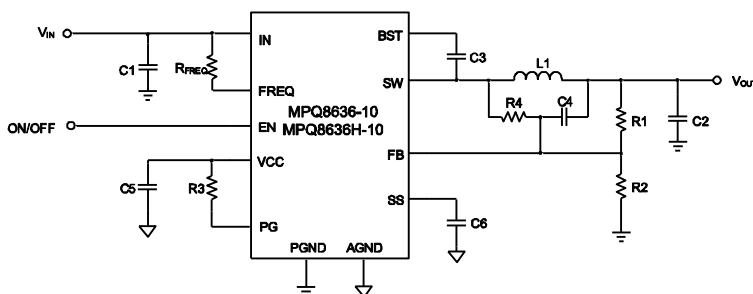 VIN
IN
BST
C1
RFREQ
C3
L1
SW
VOUT
FREQ
R4
C4
MPQ8636-10
MPQ8636H-10
R1
C2
ON/OFF
EN
VCC
FB
C5
R3
R2
SS
PG
C6
PGND
AGND